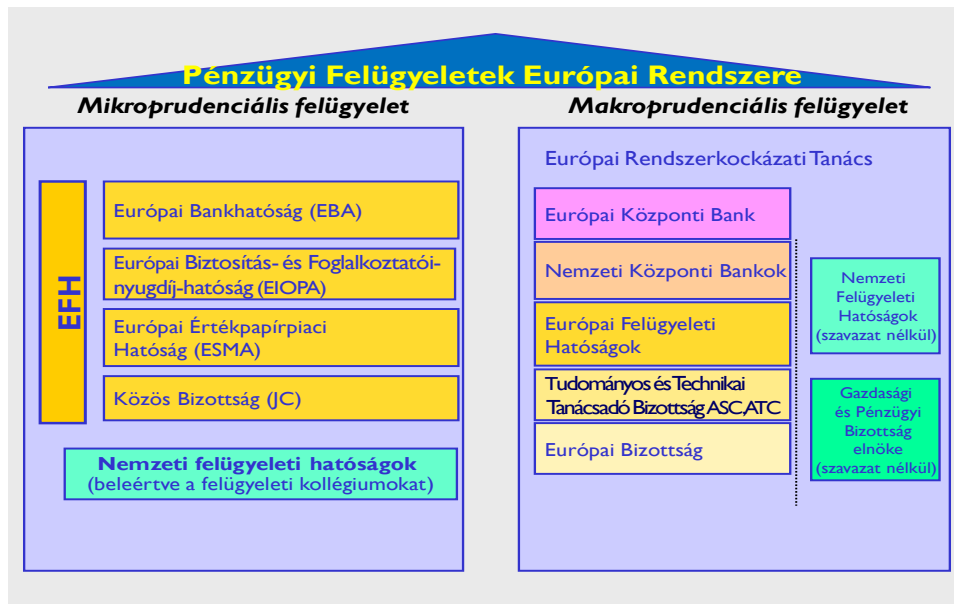 Pénzügyi Felügyeletek Európai Rendszere
Mikroprudenciális felügyelet
Makroprudenciális felügyelet
EFH
Európai Bankhatóság (EBA)
Európai Biztosítás- és Foglalkoztatói-
nyugdíj-hatóság (EIOPA)
Európai Értékpapírpiaci
Hatóság (ESMA)
Közös Bizottság (JC)
Nemzeti felügyeleti hatóságok
(beleértve a felügyeleti kollégiumokat)
Európai Rendszerkockázati Tanács
Európai Központi Bank
Nemzeti Központi Bankok
Európai Felügyeleti
Hatóságok
Tudományos és Technikai
Tanácsadó Bizottság ASC,ATC
Európai Bizottság
Nemzeti
Felügyeleti
Hatóságok
(szavazat nélkül)
Gazdasági
és Pénzügyi
Bizottság
elnöke
(szavazat nélkül)